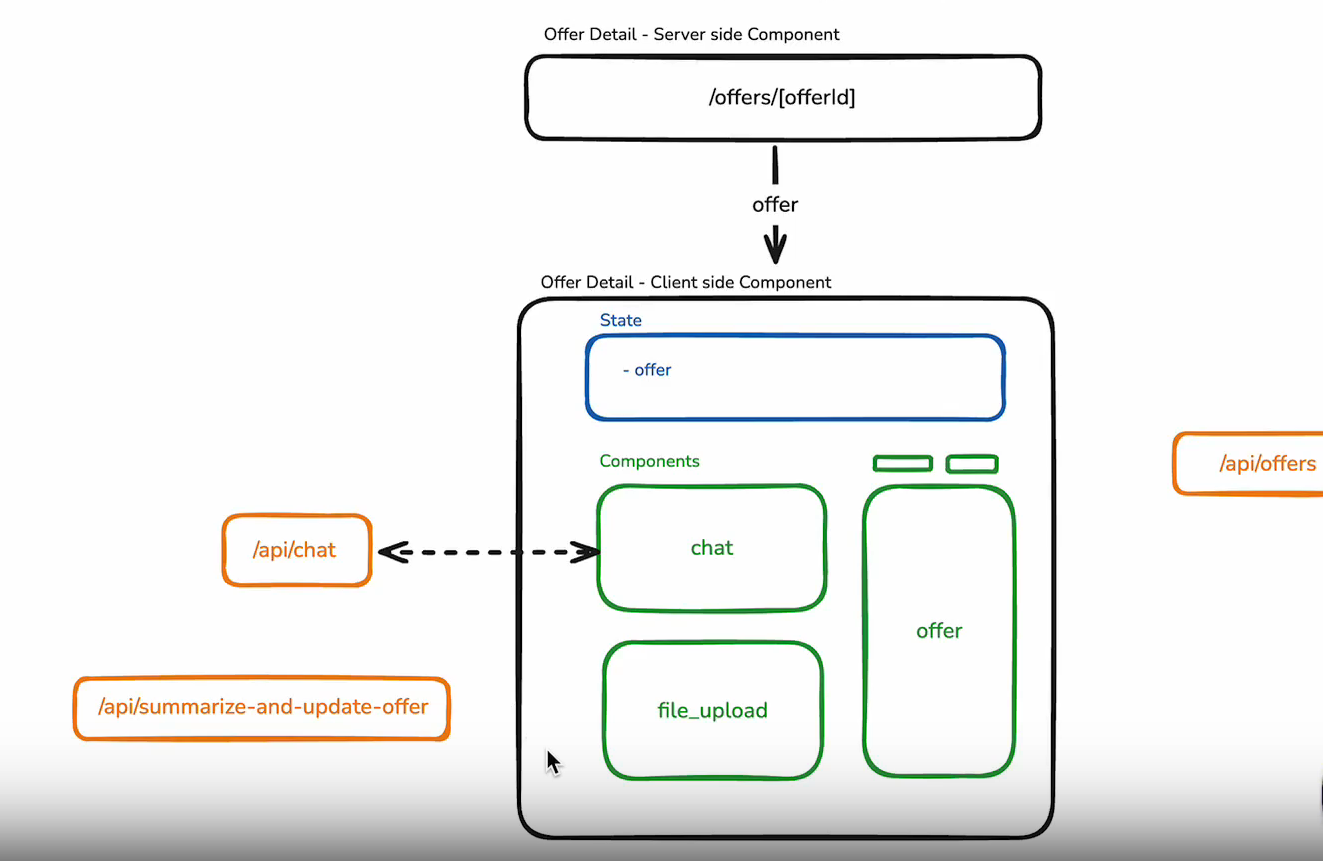 Offer Detail - Server side Component
/offers/[offerId]
offer
Offer Detail - Client side Component
State
- offer
Components
/api/offers
/api/chat
chat
offer
/api/summarize-and-update-offer
file_upload